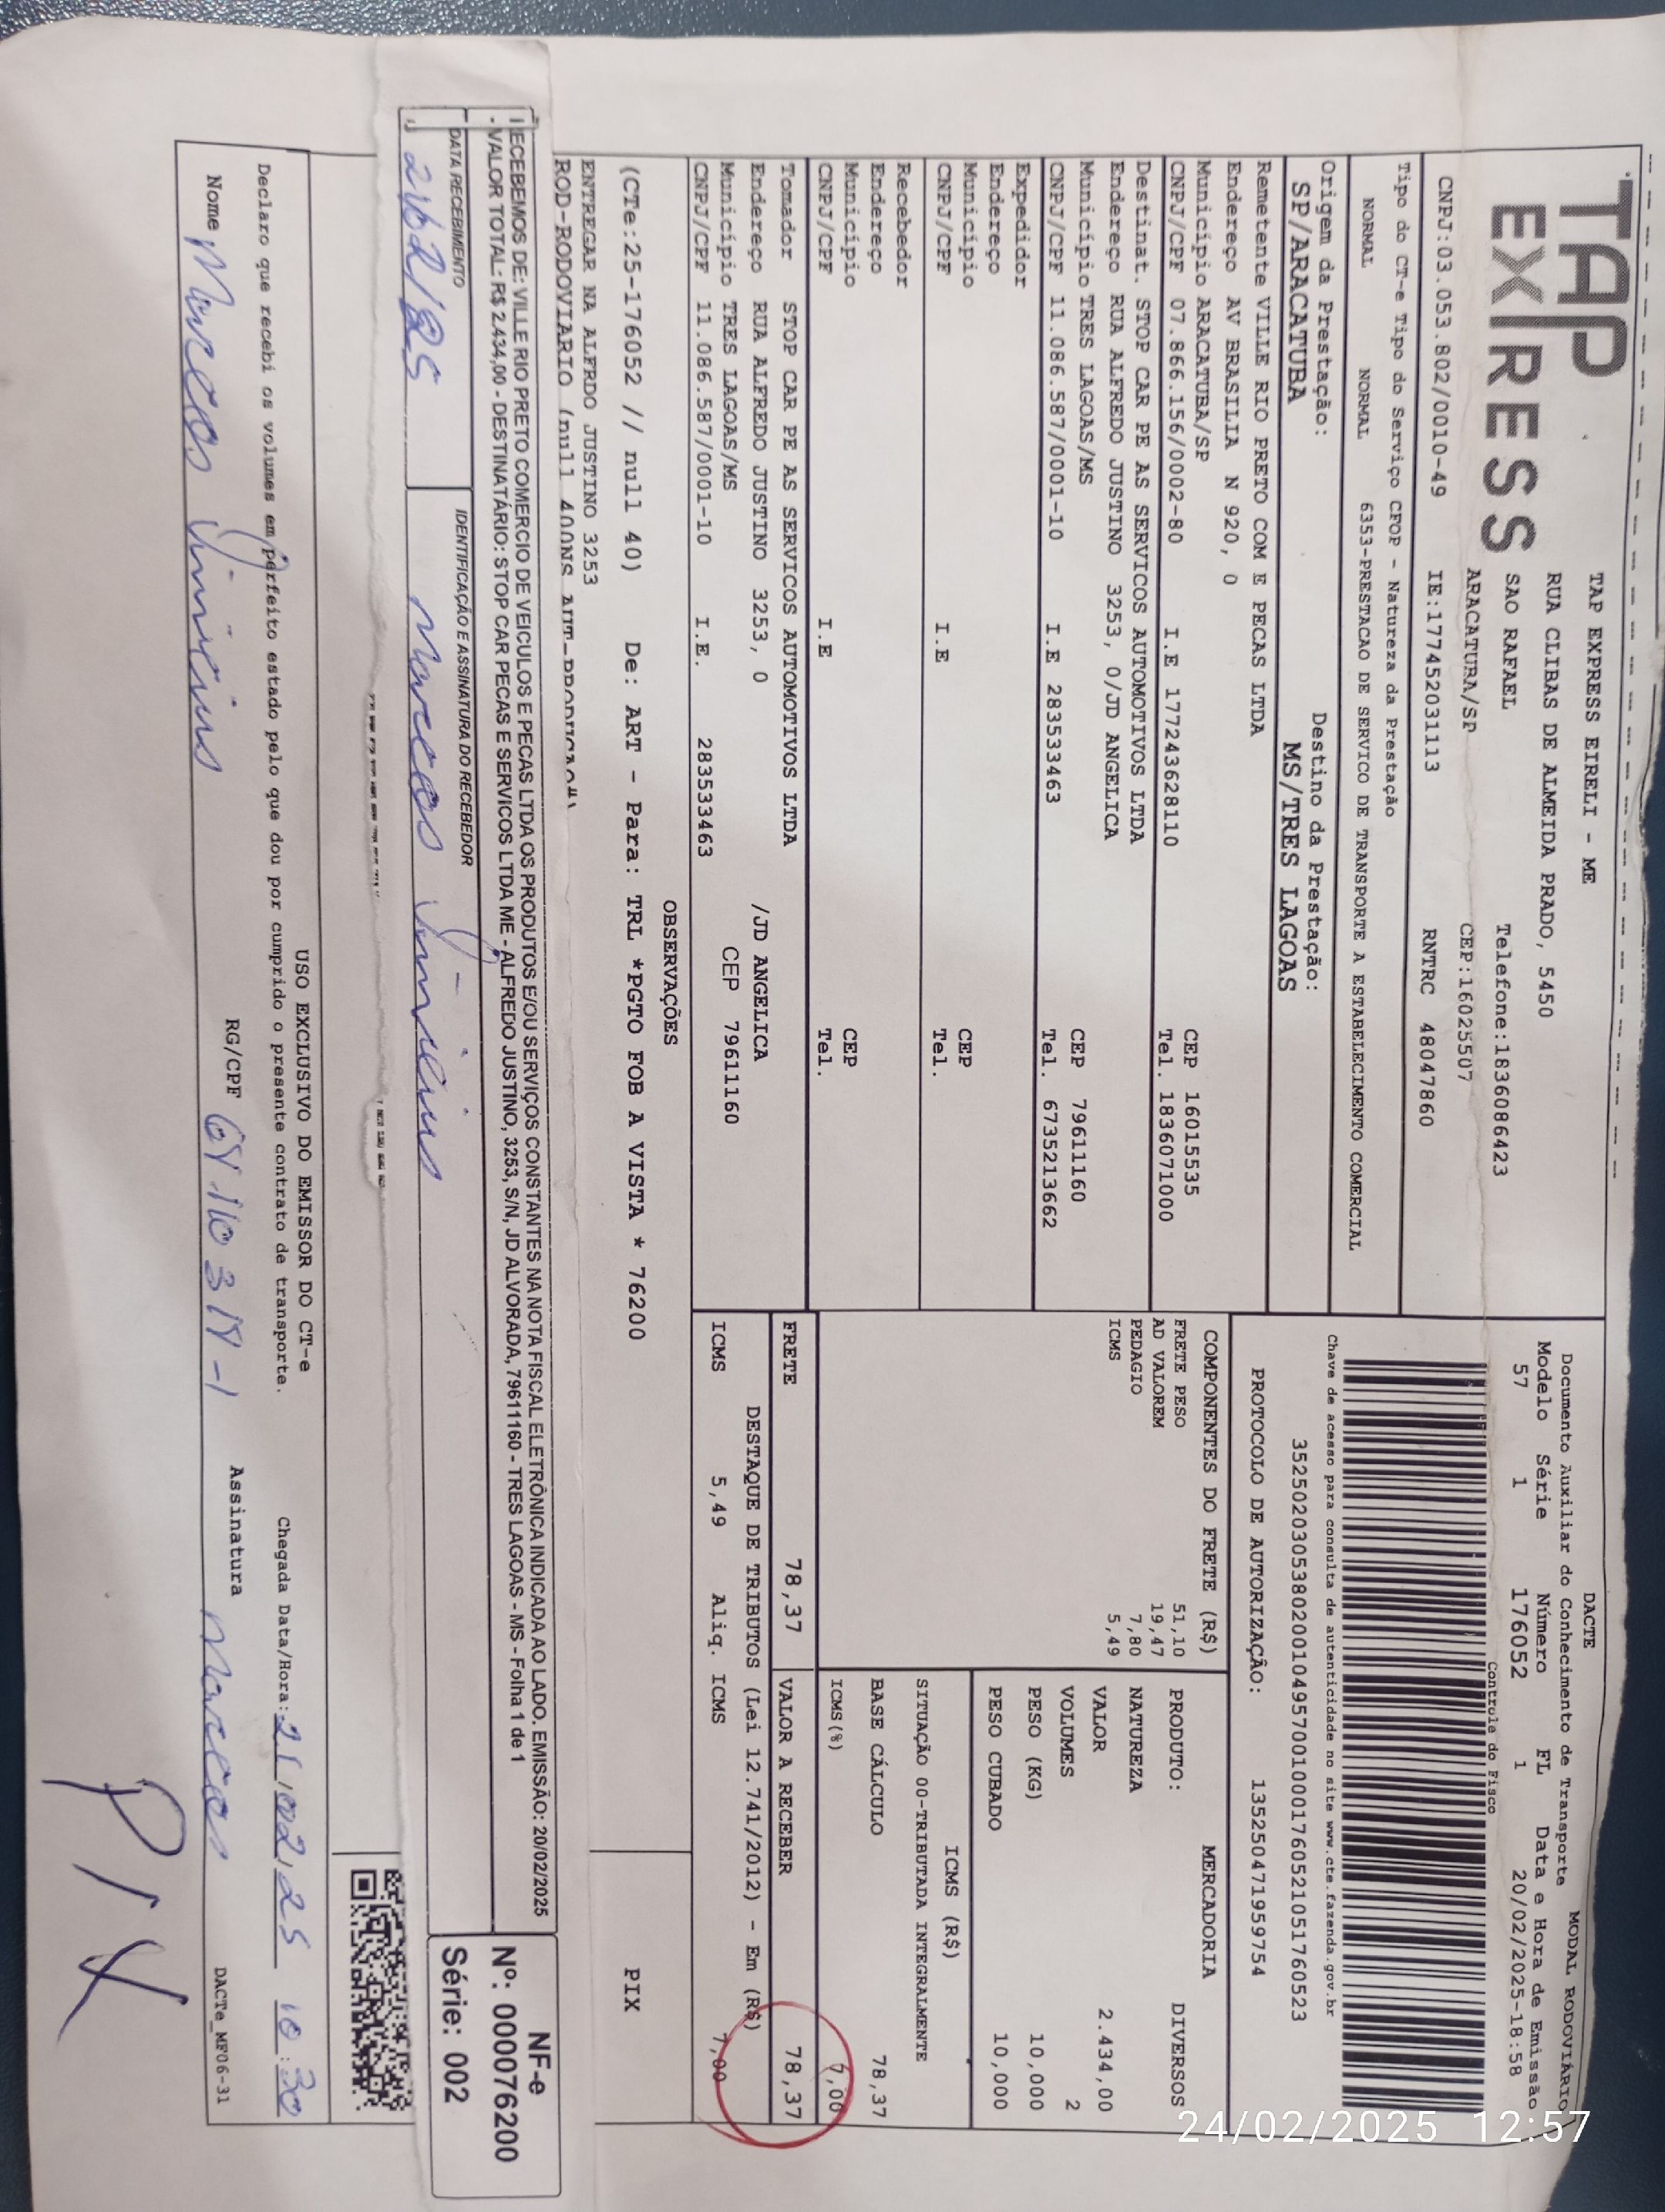 TAP
EXPRESS
TAP EXPRESS EIRELI - ME
RUA CLIBAS DE ALMEIDA PRADO, 5450
SAO RAFAEL
Telefone:1836086423
ARACATURA/SP
CEP:16025507
CNPJ:03.053.802/0010-49 IE:177452031113 RNTRC 48047860
DACTE
MODAL RODOVIÁRIO
Documento Auxiliar do Conhecimento de Transporte
Modelo Série Número FL Data e Hora de Emissão
57 1 176052 1 20/02/2025-18:58
Controle do Fisco
Tipo do CT-e Tipo do Serviço CFOP - Natureza da Prestação
NORMAL NORMAL 6353-PRESTACAO DE SERVICO DE TRANSPORTE A ESTABELECIMENTO COMERCIAL
Chave de acesso para consulta de autenticidade no site www.cte.fazenda.gov.br
35250203053802001049570010001760521051760523
Origem da Prestação: Destino da Prestação:
SP/ARACATUBA MS/TRES LAGOAS
PROTOCOLO DE AUTORIZAÇÃO: 135250471959754
Remetente VILLE RIO PRETO COM E PECAS LTDA
Endereço AV BRASILIA N 920, 0
Município ARACATUBA/SP CEP 16015535
CNPJ/CPF 07.866.156/0002-80 I.E 177243628110 Tel. 1836071000
Destinat. STOP CAR PE AS SERVICOS AUTOMOTIVOS LTDA
Endereço RUA ALFREDO JUSTINO 3253, 0/JD ANGELICA
Município TRES LAGOAS/MS CEP 79611160
CNPJ/CPF 11.086.587/0001-10 I.E 283533463 Tel. 6735213662
Expedidor
Endereço
Município CEP
CNPJ/CPF I.E Tel.
Recebedor
Endereço
Município CEP
CNPJ/CPF I.E Tel.
Tomador STOP CAR PE AS SERVICOS AUTOMOTIVOS LTDA
Endereço RUA ALFREDO JUSTINO 3253, 0 /JD ANGELICA
Município TRES LAGOAS/MS CEP 79611160
CNPJ/CPF 11.086.587/0001-10 I.E. 283533463
COMPONENTES DO FRETE (R$)
FRETE PESO 51,10
AD VALOREM 19,47
PEDAGIO 7,80
ICMS 5,49
MERCADORIA
PRODUTO: DIVERSOS
NATUREZA
VALOR 2.434,00
VOLUMES 2
PESO (KG) 10,000
PESO CUBADO 10,000
ICMS (R$)
SITUAÇÃO 00-TRIBUTADA INTEGRALMENTE
BASE CÁLCULO 78,37
ICMS(%) 7,00
FRETE 78,37 VALOR A RECEBER 78,37
DESTAQUE DE TRIBUTOS (Lei 12.741/2012) - Em (R$)
ICMS 5,49 Aliq. ICMS 7,00
OBSERVAÇÕES
(CTe:25-176052 // null 40) De: ART - Para: TRL *PGTO FOB A VISTA * 76200
PIX
ENTREGAR NA ALFRDO JUSTINO 3253
ROD-RODOVIARIO (null
RECEBEMOS DE: VILLE RIO PRETO COMERCIO DE VEICULOS E PECAS LTDA OS PRODUTOS E/OU SERVIÇOS CONSTANTES NA NOTA FISCAL ELETRÔNICA INDICADA AO LADO. EMISSÃO: 20/02/2025
. VALOR TOTAL: R$ 2.434,00 - DESTINATÁRIO: STOP CAR PECAS E SERVICOS LTDA ME - ALFREDO JUSTINO, 3253, S/N, JD ALVORADA, 79611160 - TRES LAGOAS - MS - Folha 1 de 1
DATA RECEBIMENTO IDENTIFICAÇÃO E ASSINATURA DO RECEBEDOR
Marcos Vinicius
NF-e
Nº: 000076200
Série: 002
USO EXCLUSIVO DO EMISSOR DO CT-e
Declaro que recebi os volumes em perfeito estado pelo que dou por cumprido o presente contrato de transporte. Chegada Data/Hora: 21/02/25 10:30
Nome Marcos Vinicius RG/CPF Assinatura Marcos
DACTe_MF06-31
24/02/2025 12:57